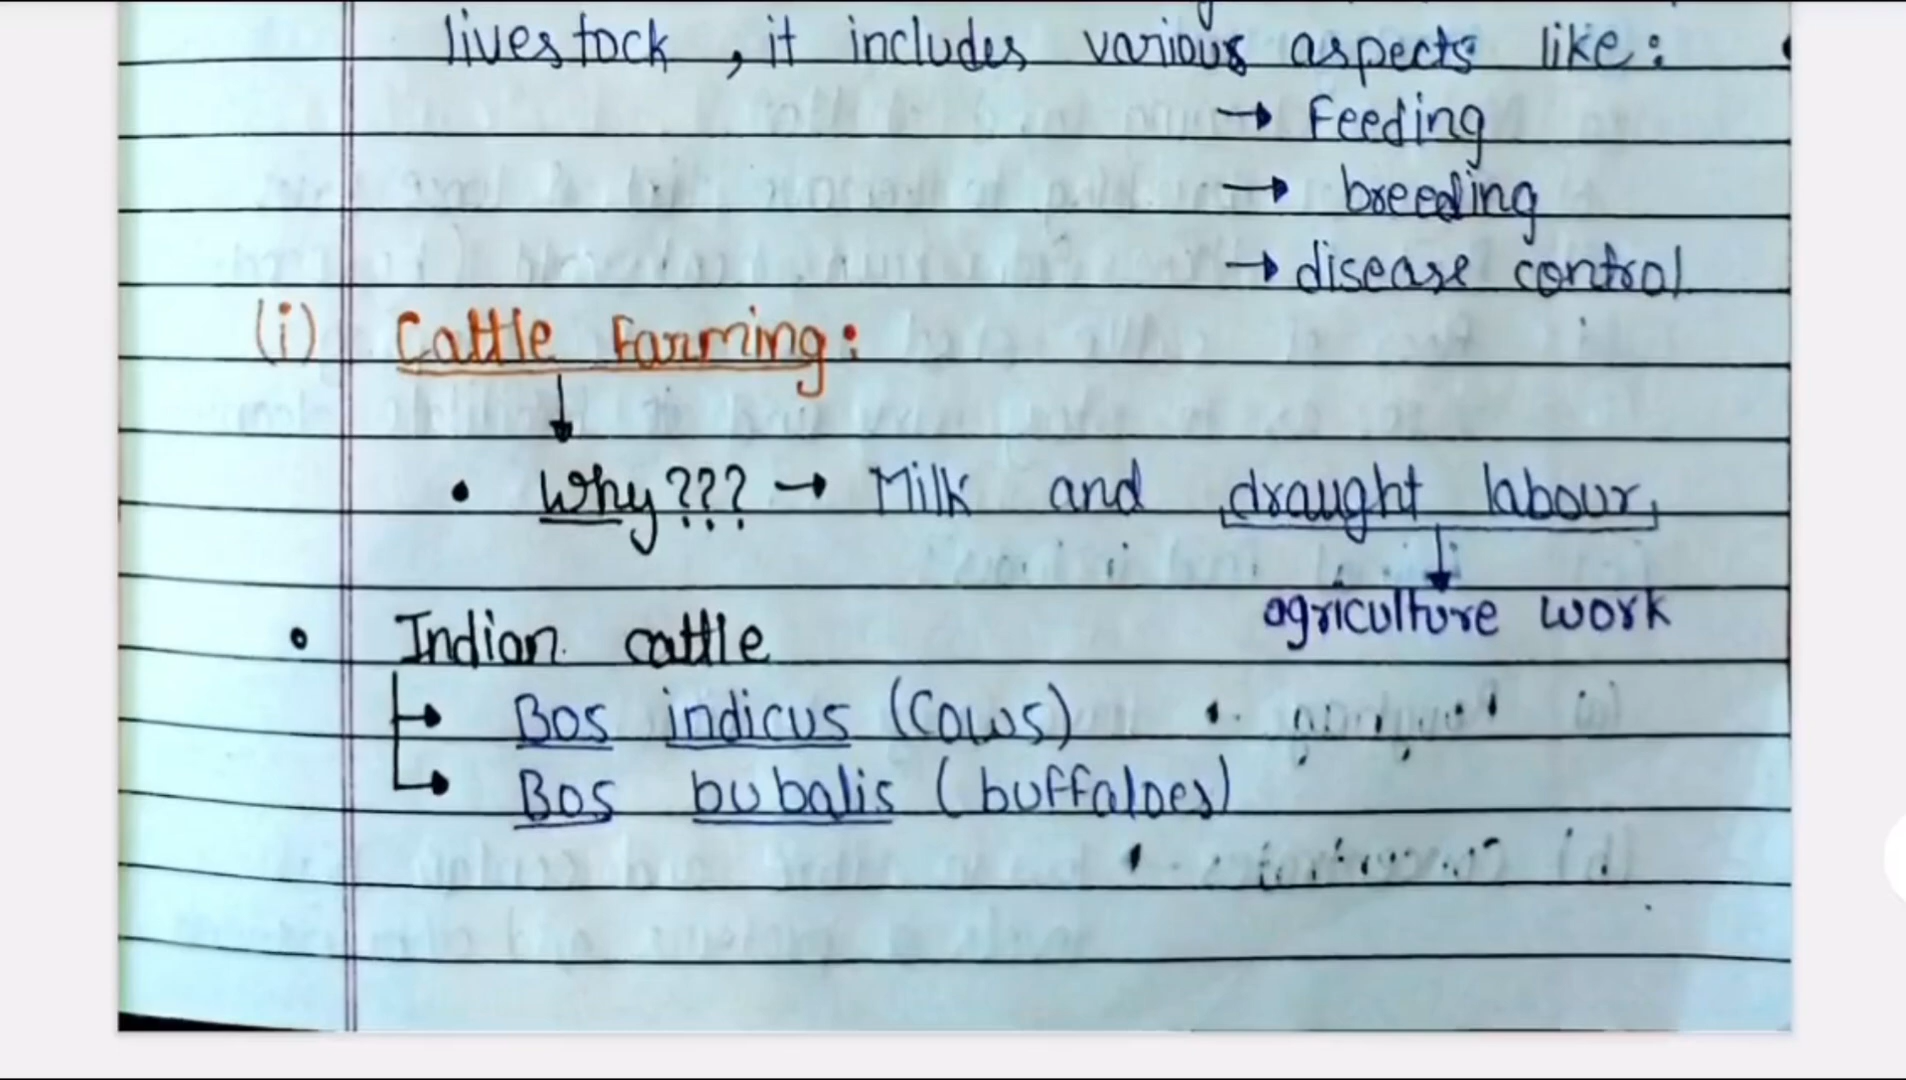 livestock, it includes various aspects like:
→ Feeding
→ breeding
→ disease control
(i) Cattle Farming:
• Why??? → Milk and draught labour
agriculture work
• Indian cattle
Bos indicus (Cows)
Bos bubalis (buffaloes)